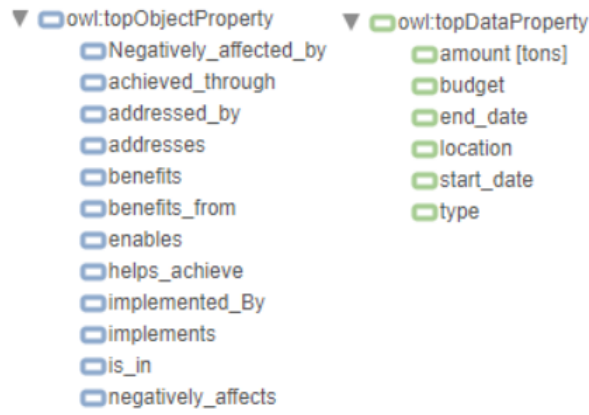 owl:topObjectProperty
Negatively_affected_by
achieved_through
addressed_by
addresses
benefits
benefits_from
enables
helps_achieve
implemented_By
implements
is_in
negatively_affects
owl:topDataProperty
amount [tons]
budget
end_date
location
start_date
type